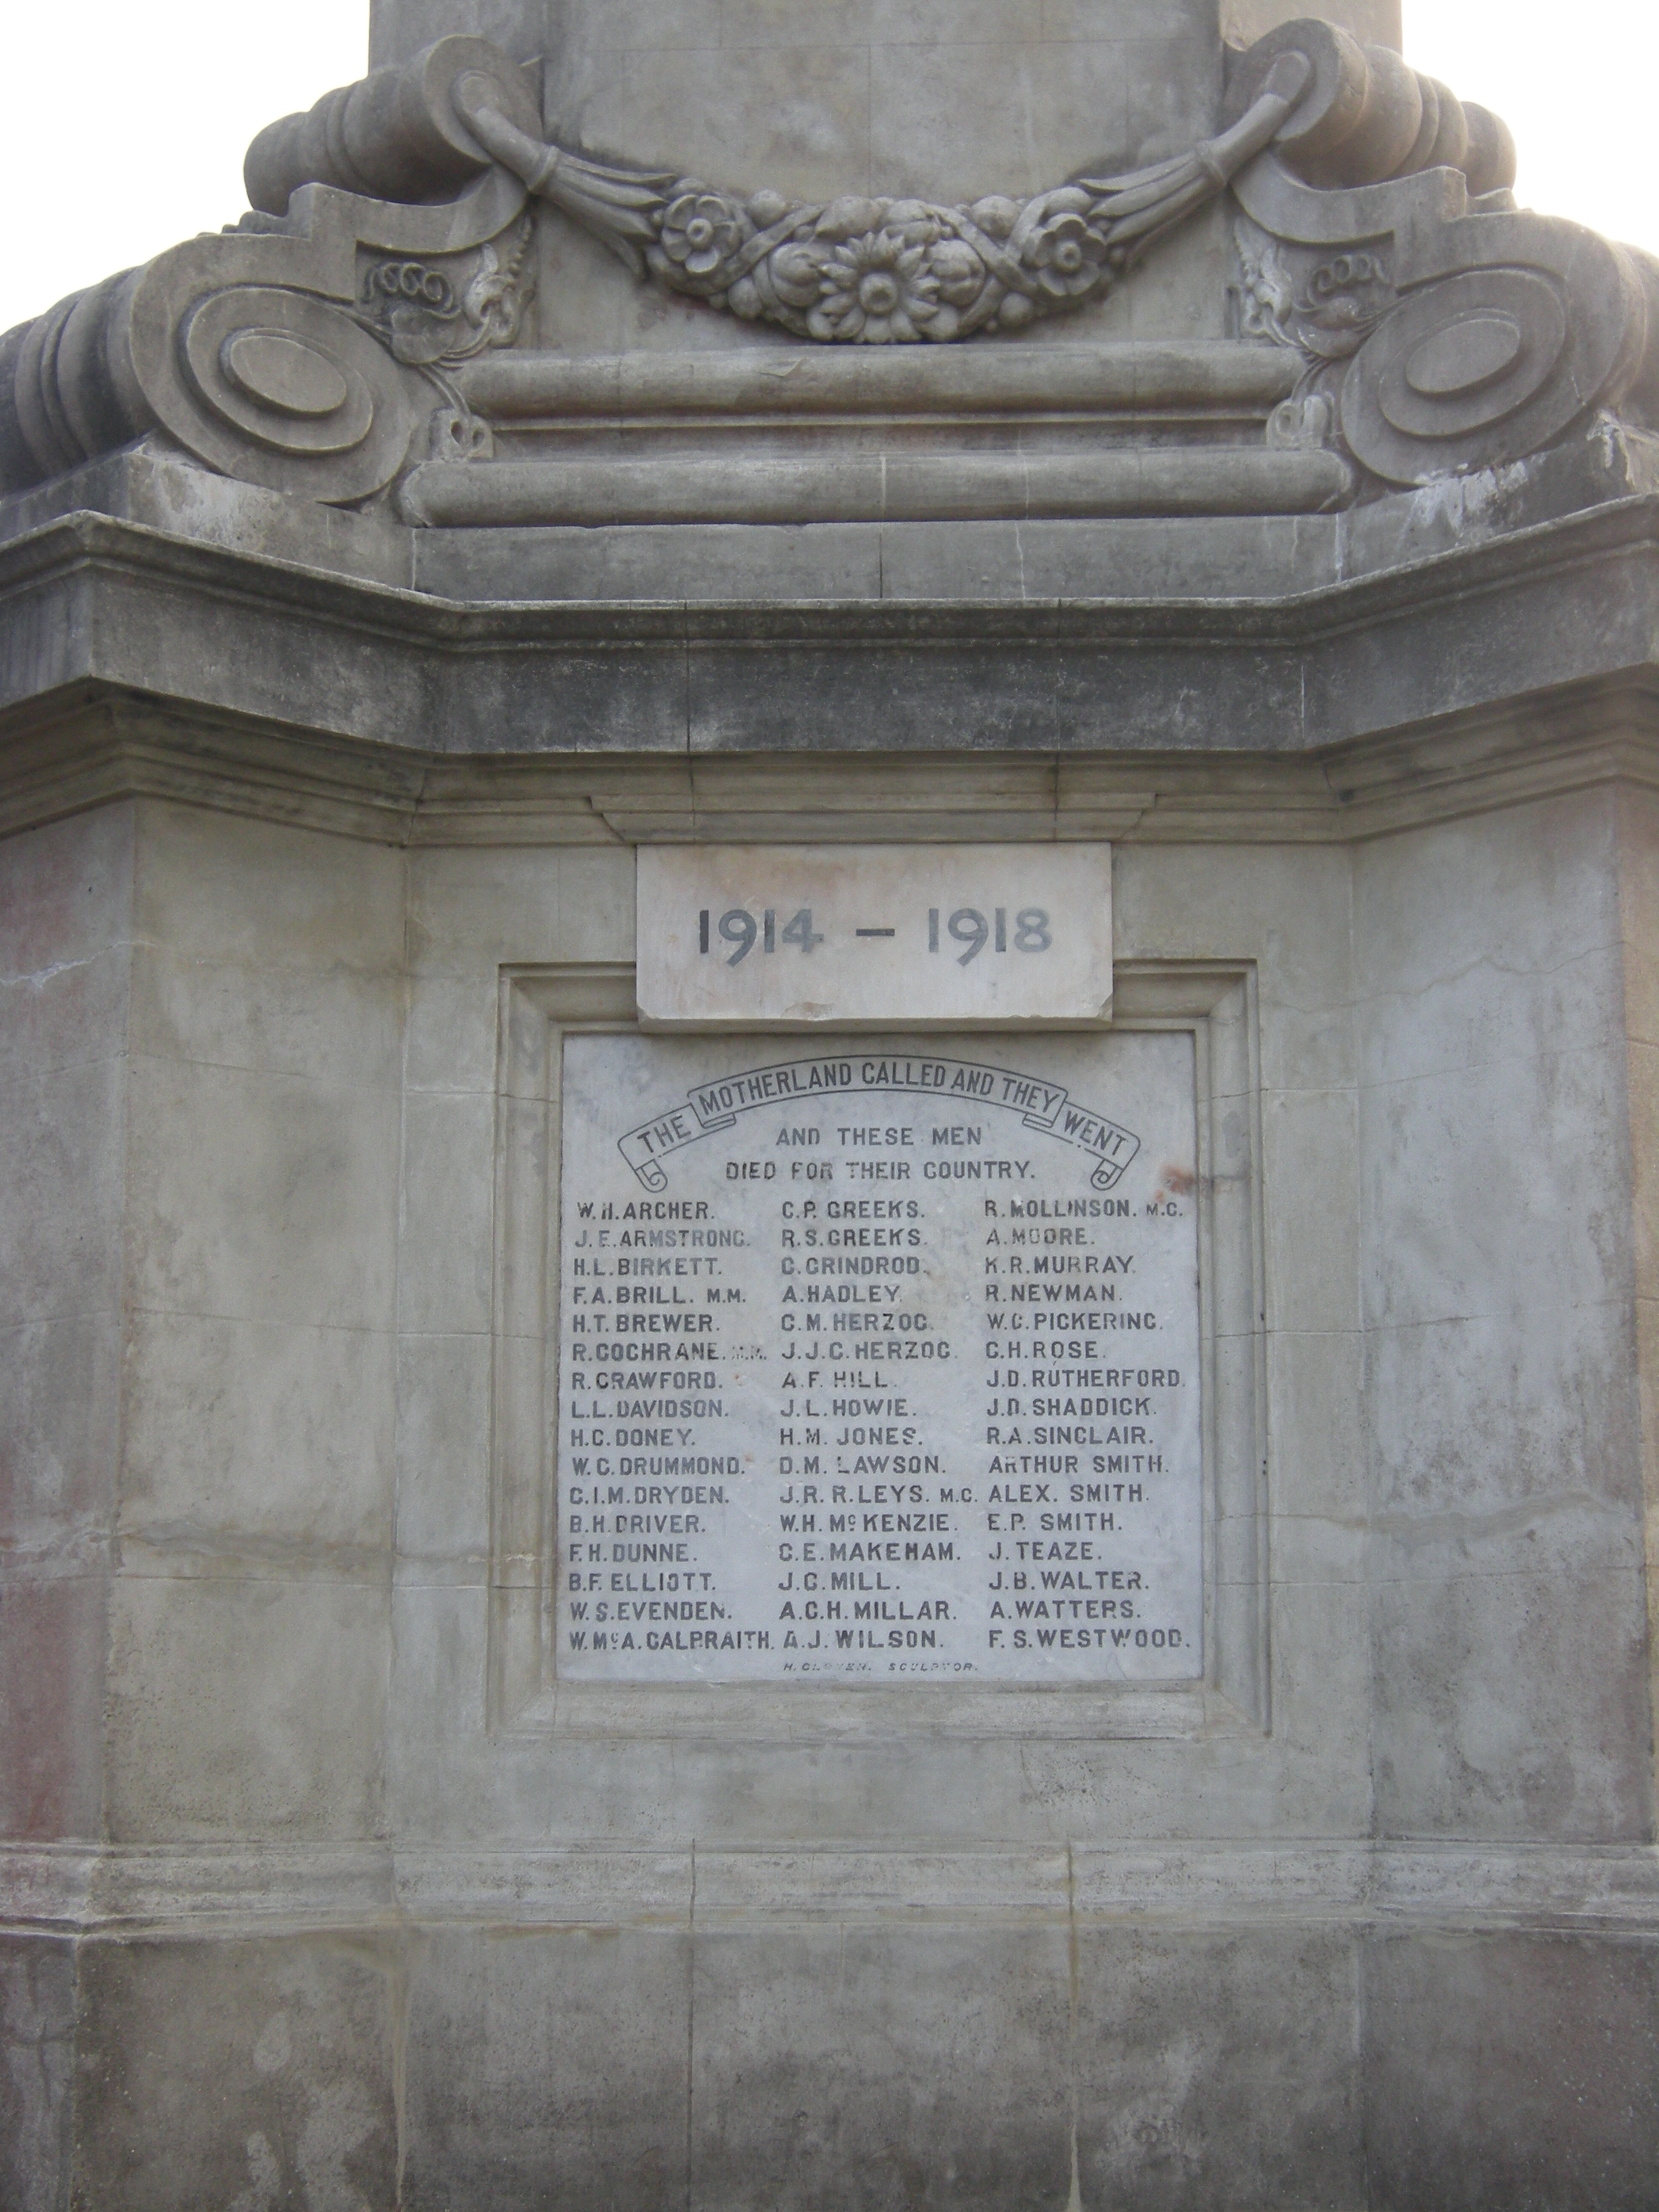 1914 – 1918
THE MOTHERLAND CALLED AND THEY WENT
AND THESE MEN
DIED FOR THEIR COUNTRY.
W.H. ARCHER.
J.E. ARMSTRONG.
H.L. BIRKETT.
F.A. BRILL. M.M.
H.T. BREWER.
R. COCHRANE. M.M.
R. CRAWFORD.
L.L. DAVIDSON.
H.C. DONEY.
W.C. DRUMMOND.
C.I.M. DRYDEN.
B.H. DRIVER.
F.H. DUNNE.
B.F. ELLIOTT.
W.S. EVENDEN.
W. McA. GALBRAITH.
C.P. GREEKS.
R.S. GREEKS.
C. GRINDROD.
A. HADLEY.
C.M. HERZOG.
J.J.C. HERZOG.
A.F. HILL.
J.L. HOWIE.
H.M. JONES.
D.M. LAWSON.
J.R.R. LEYS. M.C.
W.H. McKENZIE.
C.E. MAKEHAM.
J.G. MILL.
A.C.H. MILLAR.
A.J. WILSON.
R. MOLLINSON. M.C.
A. MOORE.
K.R. MURRAY.
R. NEWMAN.
W.C. PICKERING.
C.H. ROSE.
J.D. RUTHERFORD.
J.D. SHADDICK.
R.A. SINCLAIR.
ARTHUR SMITH.
ALEX. SMITH.
E.P. SMITH.
J. TEAZE.
J.B. WALTER.
A. WATTERS.
F.S. WESTWOOD.
H. SCULPTOR.